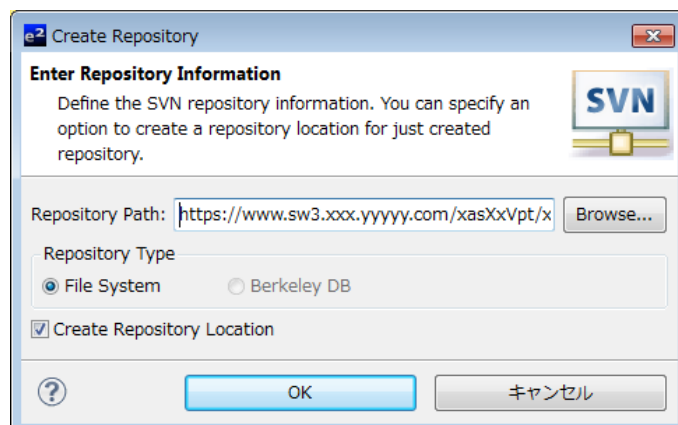 e² Create Repository
Enter Repository Information
Define the SVN repository information. You can specify an
option to create a repository location for just created
repository.
SVN
Repository Path: https://www.sw3.xxx.yyyyy.com/xasXxVpt/x Browse...
Repository Type
File System Berkeley DB
Create Repository Location
? OK キャンセル